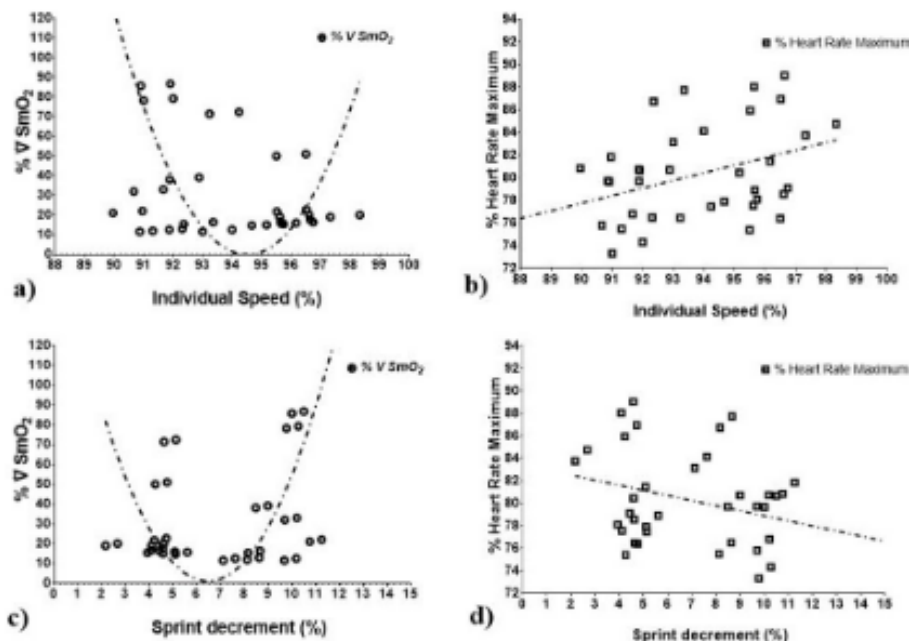 120
110
100
90
80
70
60
50
40
30
20
10
0
% ∇ SmO₂
% V SmO₂
88 89 90 91 92 93 94 95 96 97 98 99 100
a)
Individual Speed (%)
94
92
90
88
86
84
82
80
78
76
74
72
% Heart Rate Maximum
% Heart Rate Maximum
88 89 90 91 92 93 94 95 96 97 98 99 100
b)
Individual Speed (%)
120
110
100
90
80
70
60
50
40
30
20
10
0
% ∇ SmO₂
% V SmO₂
0 1 2 3 4 5 6 7 8 9 10 11 12 13 14 15
c)
Sprint decrement (%)
94
92
90
88
86
84
82
80
78
76
74
72
% Heart Rate Maximum
% Heart Rate Maximum
0 1 2 3 4 5 6 7 8 9 10 11 12 13 14 15
d)
Sprint decrement (%)